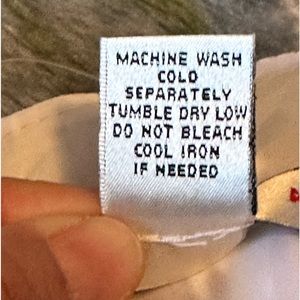 MACHINE WASH
COLD
SEPARATELY
TUMBLE DRY LOW
DO NOT BLEACH
COOL IRON
IF NEEDED